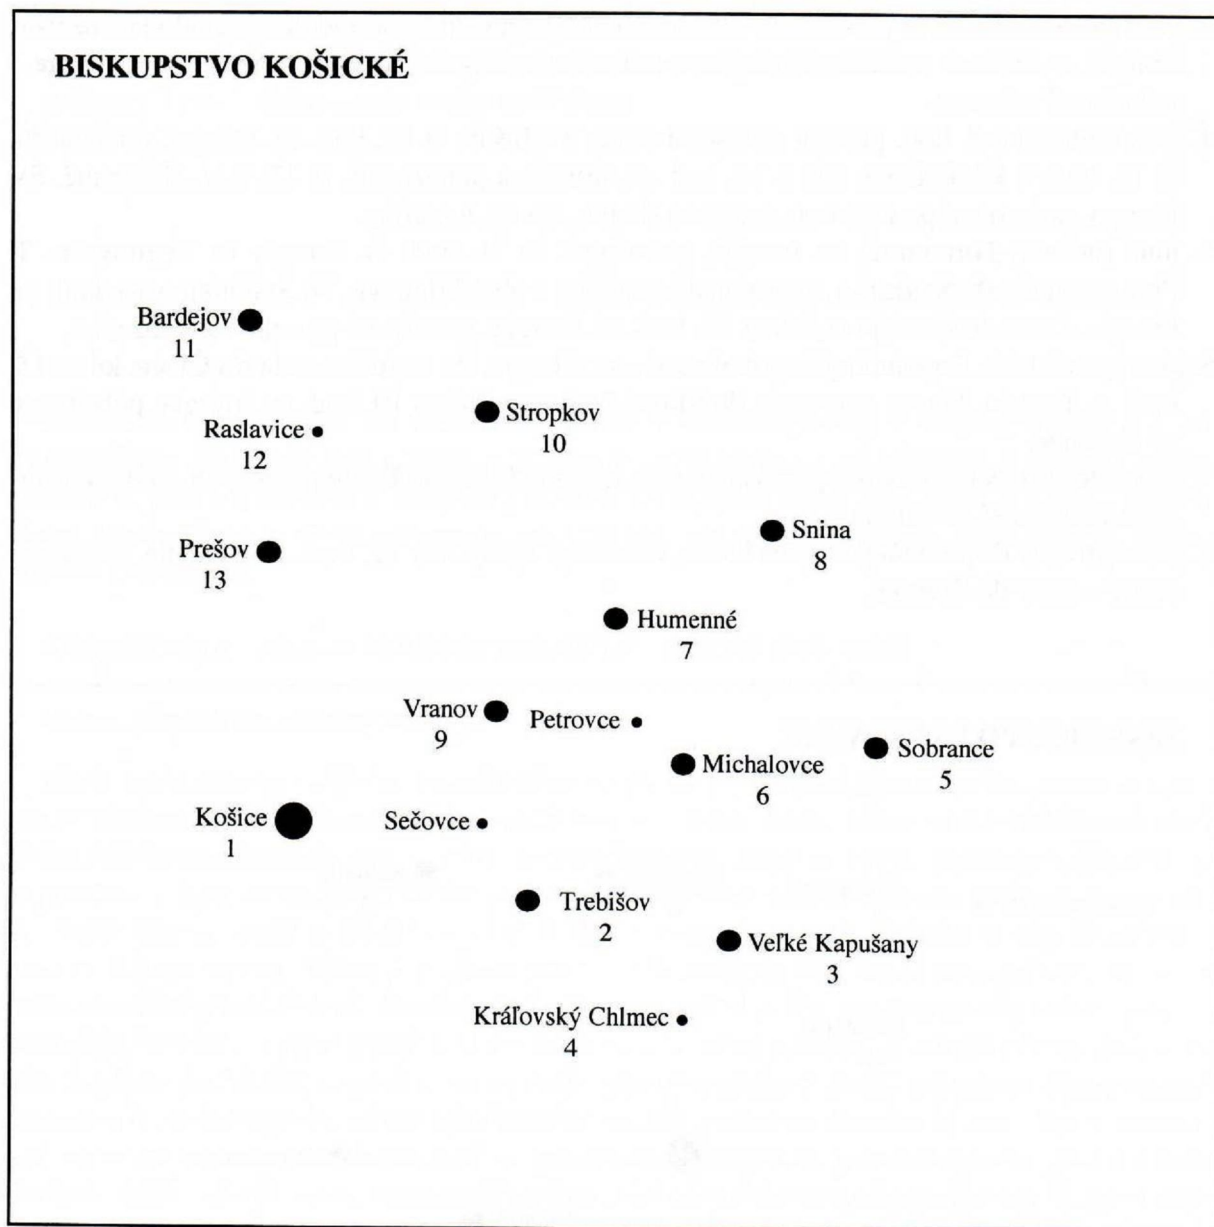 BISKUPSTVO KOŠICKÉ
Bardejov
11
Stropkov
10
Raslavice
12
Snina
8
Prešov
13
Humenné
7
Vranov
9
Petrovce
Sobrance
5
Michalovce
6
Košice
1
Sečovce
Trebišov
2
Veľké Kapušany
3
Kráľovský Chlmec
4